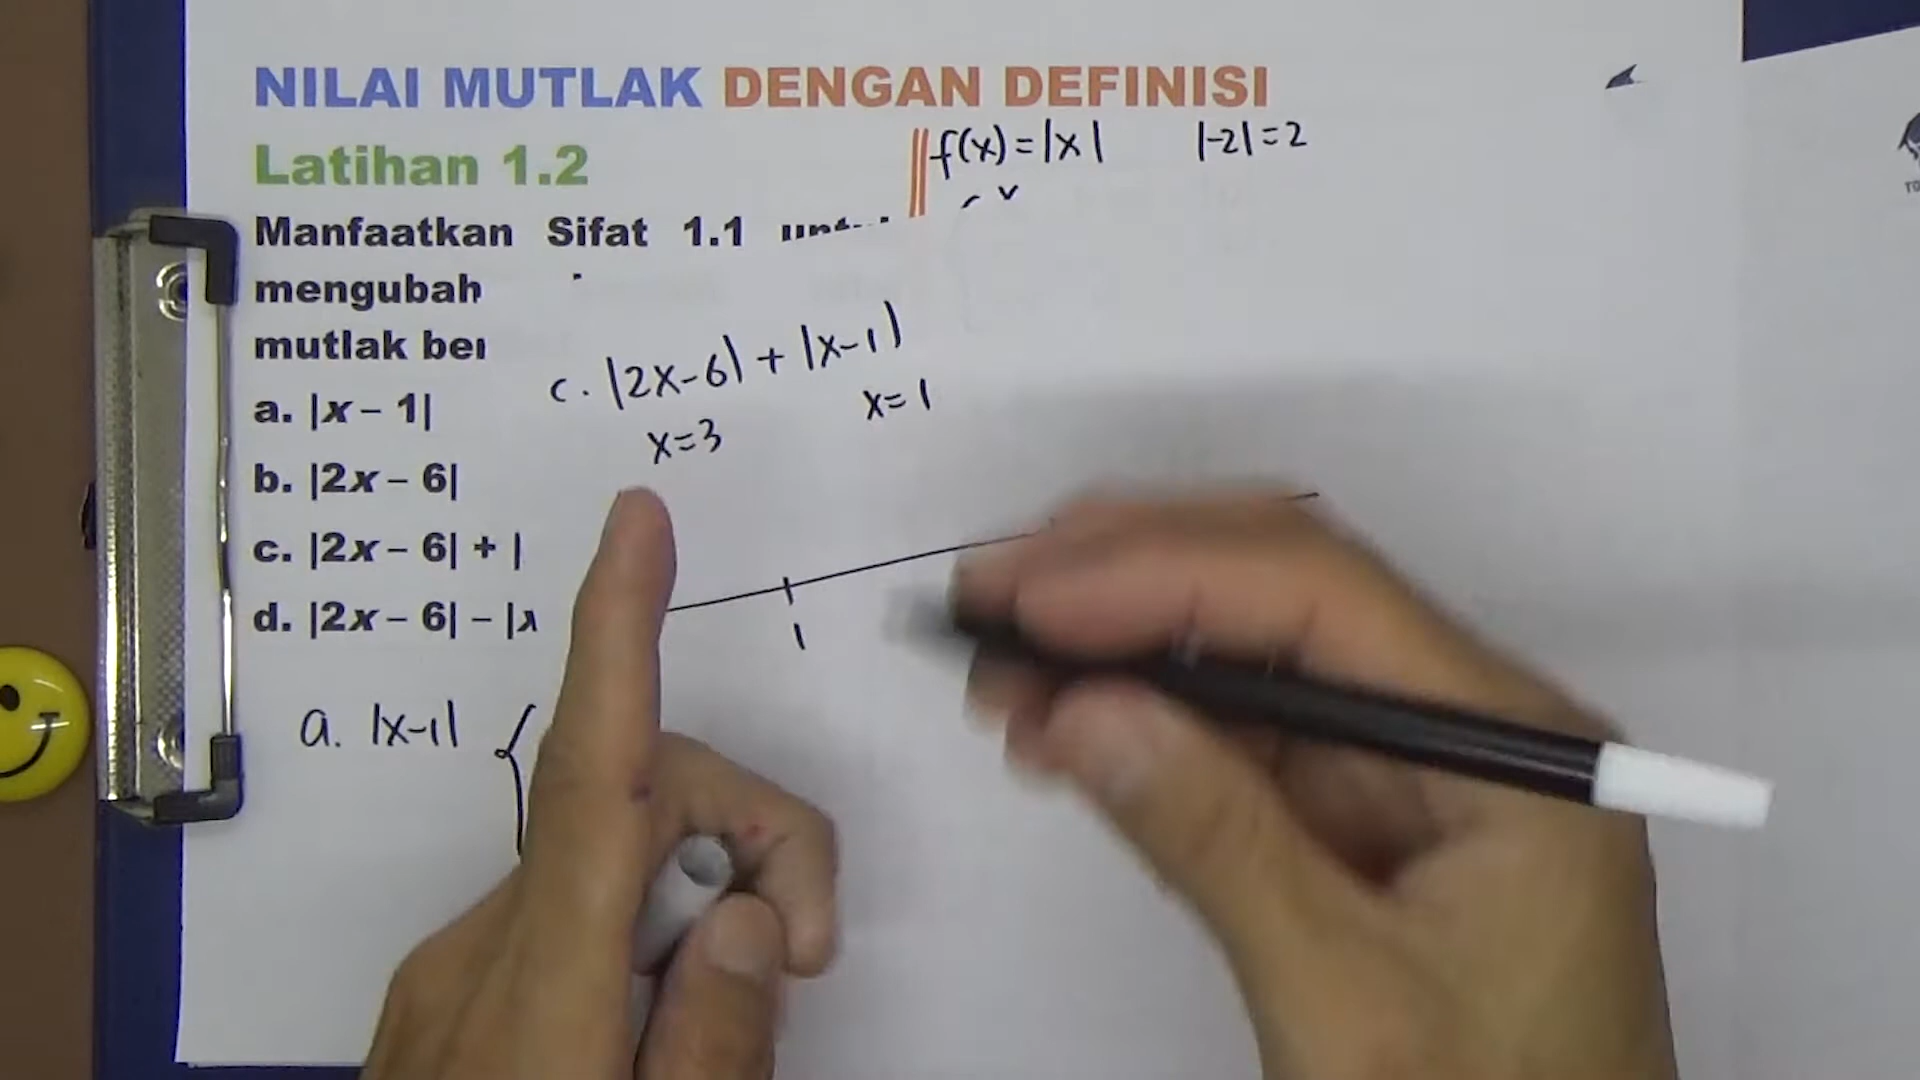 NILAI MUTLAK DENGAN DEFINISI
f(x) = |x| |-2| = 2
Latihan 1.2
Manfaatkan Sifat 1.1
mengubah
mutlak
a. |x – 1|
b. |2x – 6|
c. |2x – 6| + |
d. |2x – 6| – |
c. |2x-6| + |x-1|
x=3 x=1
1
a. |x-1| {